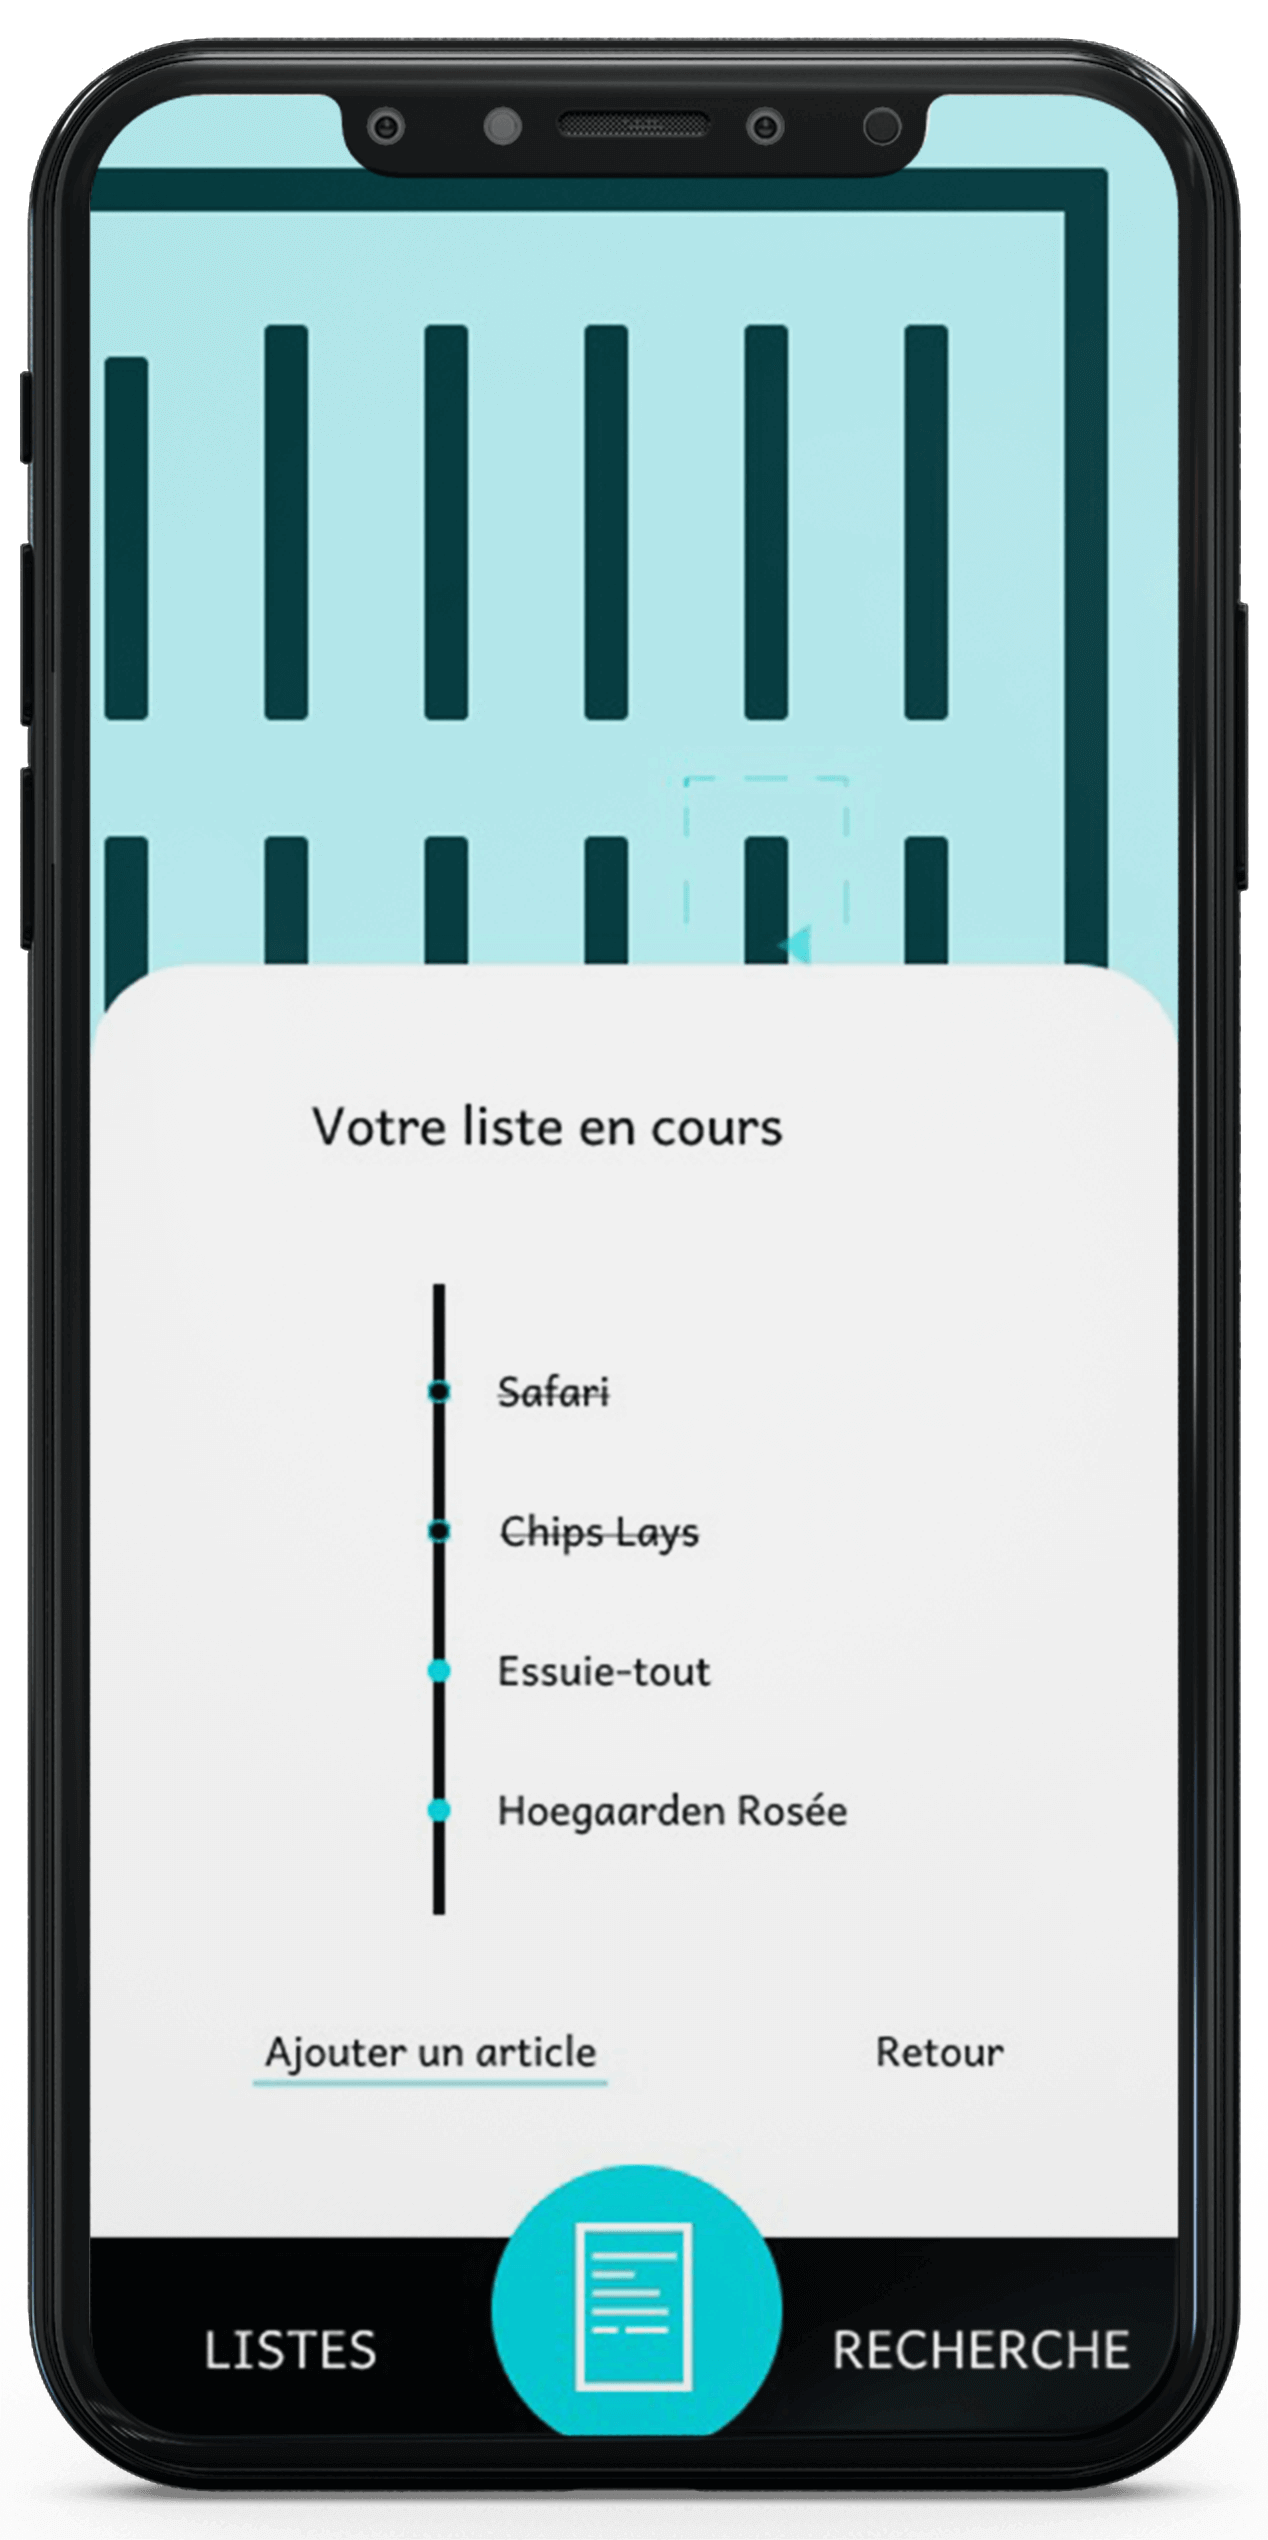 Votre liste en cours
Safari
Chips Lays
Essuie-tout
Hoegaarden Rosée
Ajouter un article
Retour
LISTES
RECHERCHE